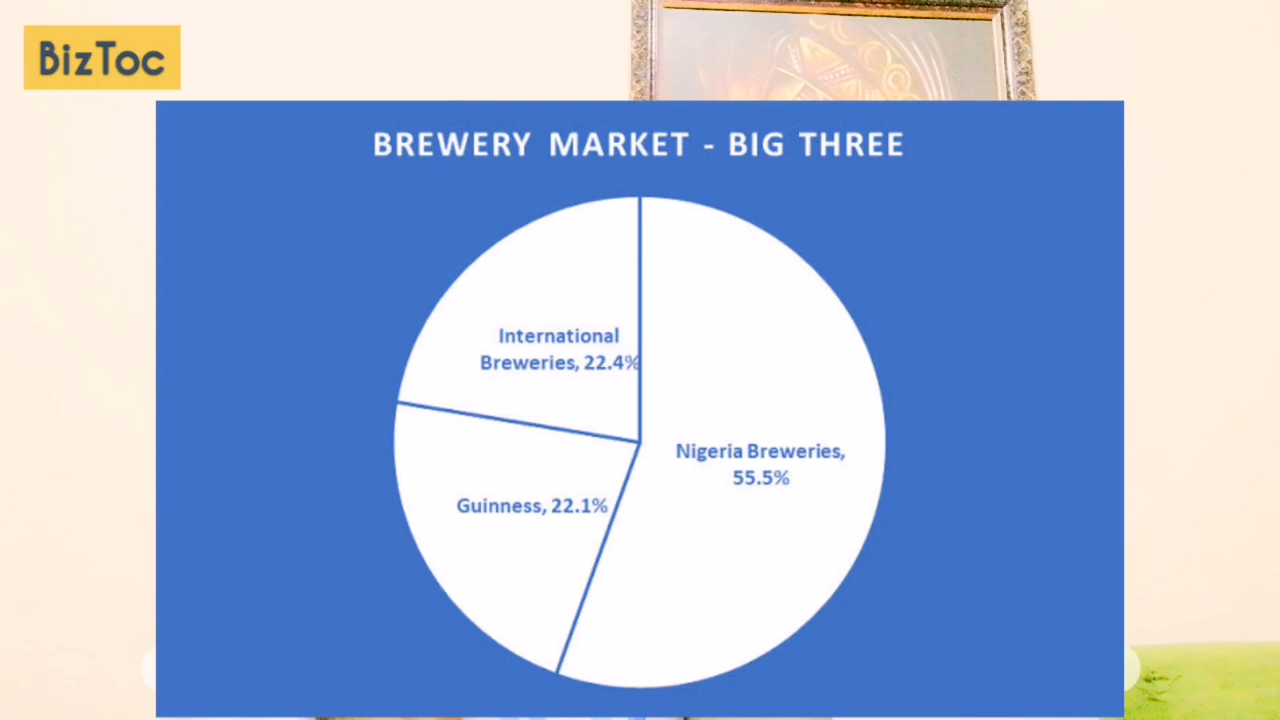 BizToc
BREWERY MARKET - BIG THREE
International
Breweries, 22.4%
Nigeria Breweries,
55.5%
Guinness, 22.1%